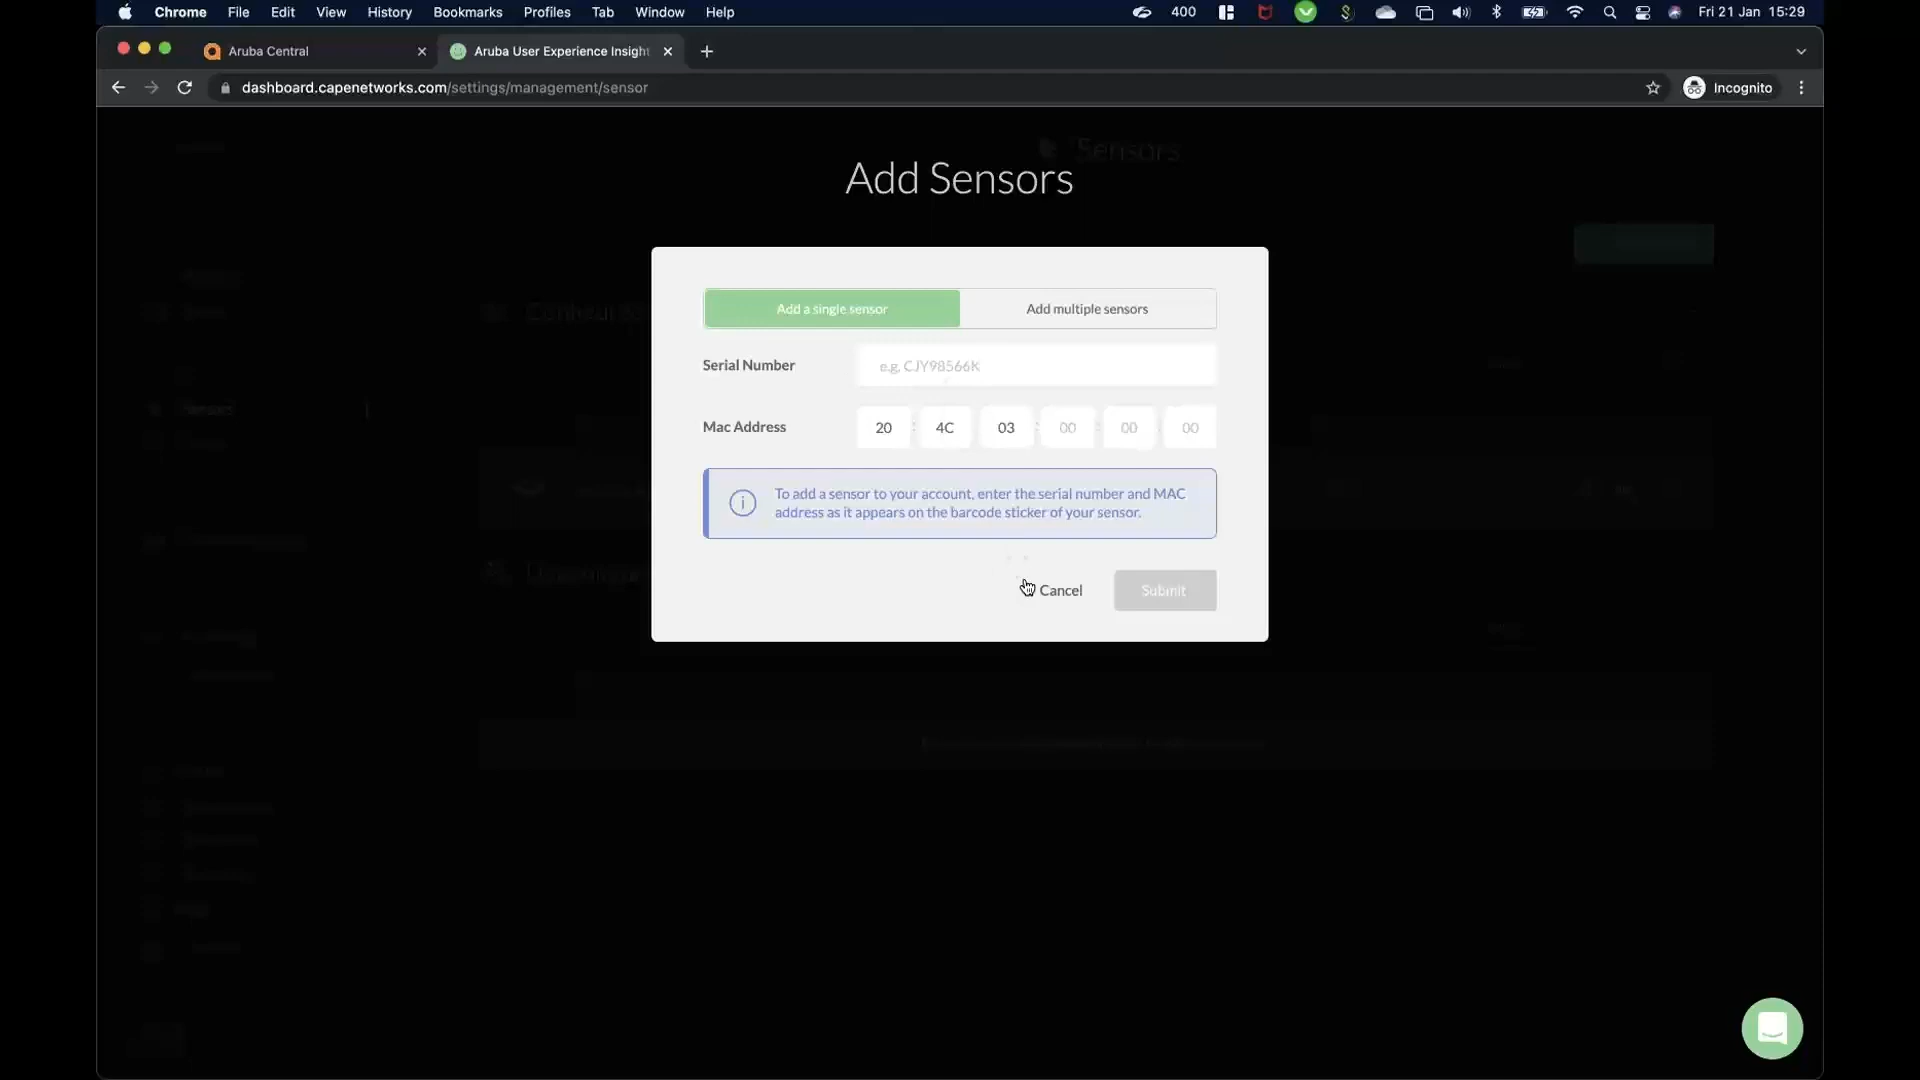 Chrome File Edit View History Bookmarks Profiles Tab Window Help 400 Fri 21 Jan 15:29
Aruba Central Aruba User Experience Insight
dashboard.capenetworks.com/settings/management/sensor Incognito
Sensors
Add Sensors
Add a single sensor Add multiple sensors
Serial Number e.g. CJY98566K
Mac Address 20 : 4C 03 : 00 : 00 00
To add a sensor to your account, enter the serial number and MAC
address as it appears on the barcode sticker of your sensor.
Cancel Submit